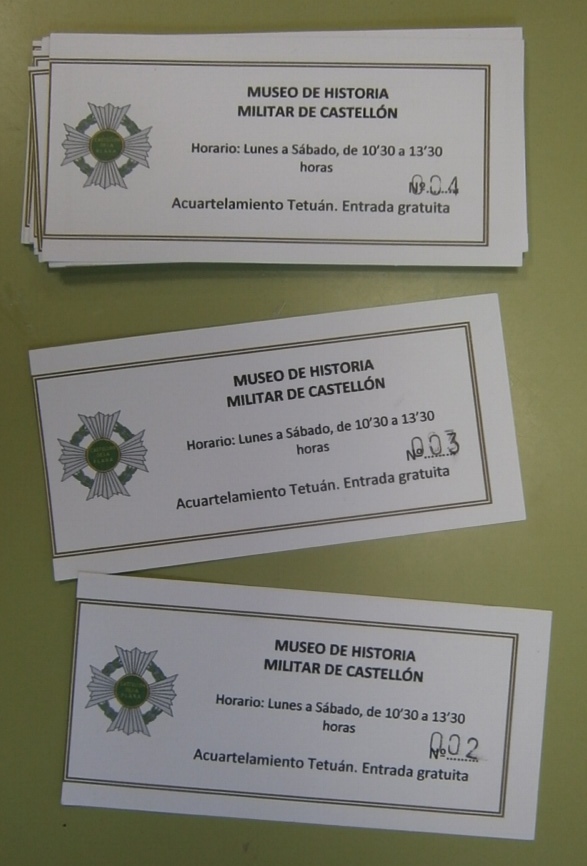 MUSEO DE HISTORIA
MILITAR DE CASTELLÓN
Horario: Lunes a Sábado, de 10'30 a 13'30
horas
Nº 004
Acuartelamiento Tetuán. Entrada gratuita
MUSEO DE HISTORIA
MILITAR DE CASTELLÓN
Horario: Lunes a Sábado, de 10'30 a 13'30
horas
Nº 003
Acuartelamiento Tetuán. Entrada gratuita
MUSEO DE HISTORIA
MILITAR DE CASTELLÓN
Horario: Lunes a Sábado, de 10'30 a 13'30
horas
Nº 002
Acuartelamiento Tetuán. Entrada gratuita